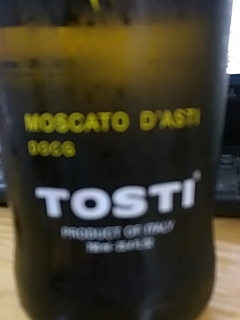 MOSCATO D'ASTI
DOCG
TOSTI
PRODUCT OF ITALY